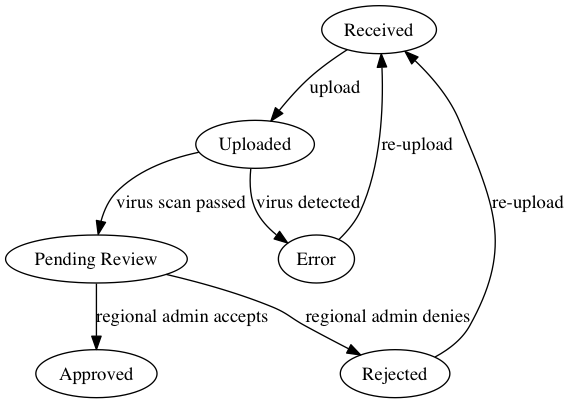 Received
upload
Uploaded
re-upload
virus scan passed
virus detected
re-upload
Pending Review
Error
regional admin accepts
regional admin denies
Approved
Rejected